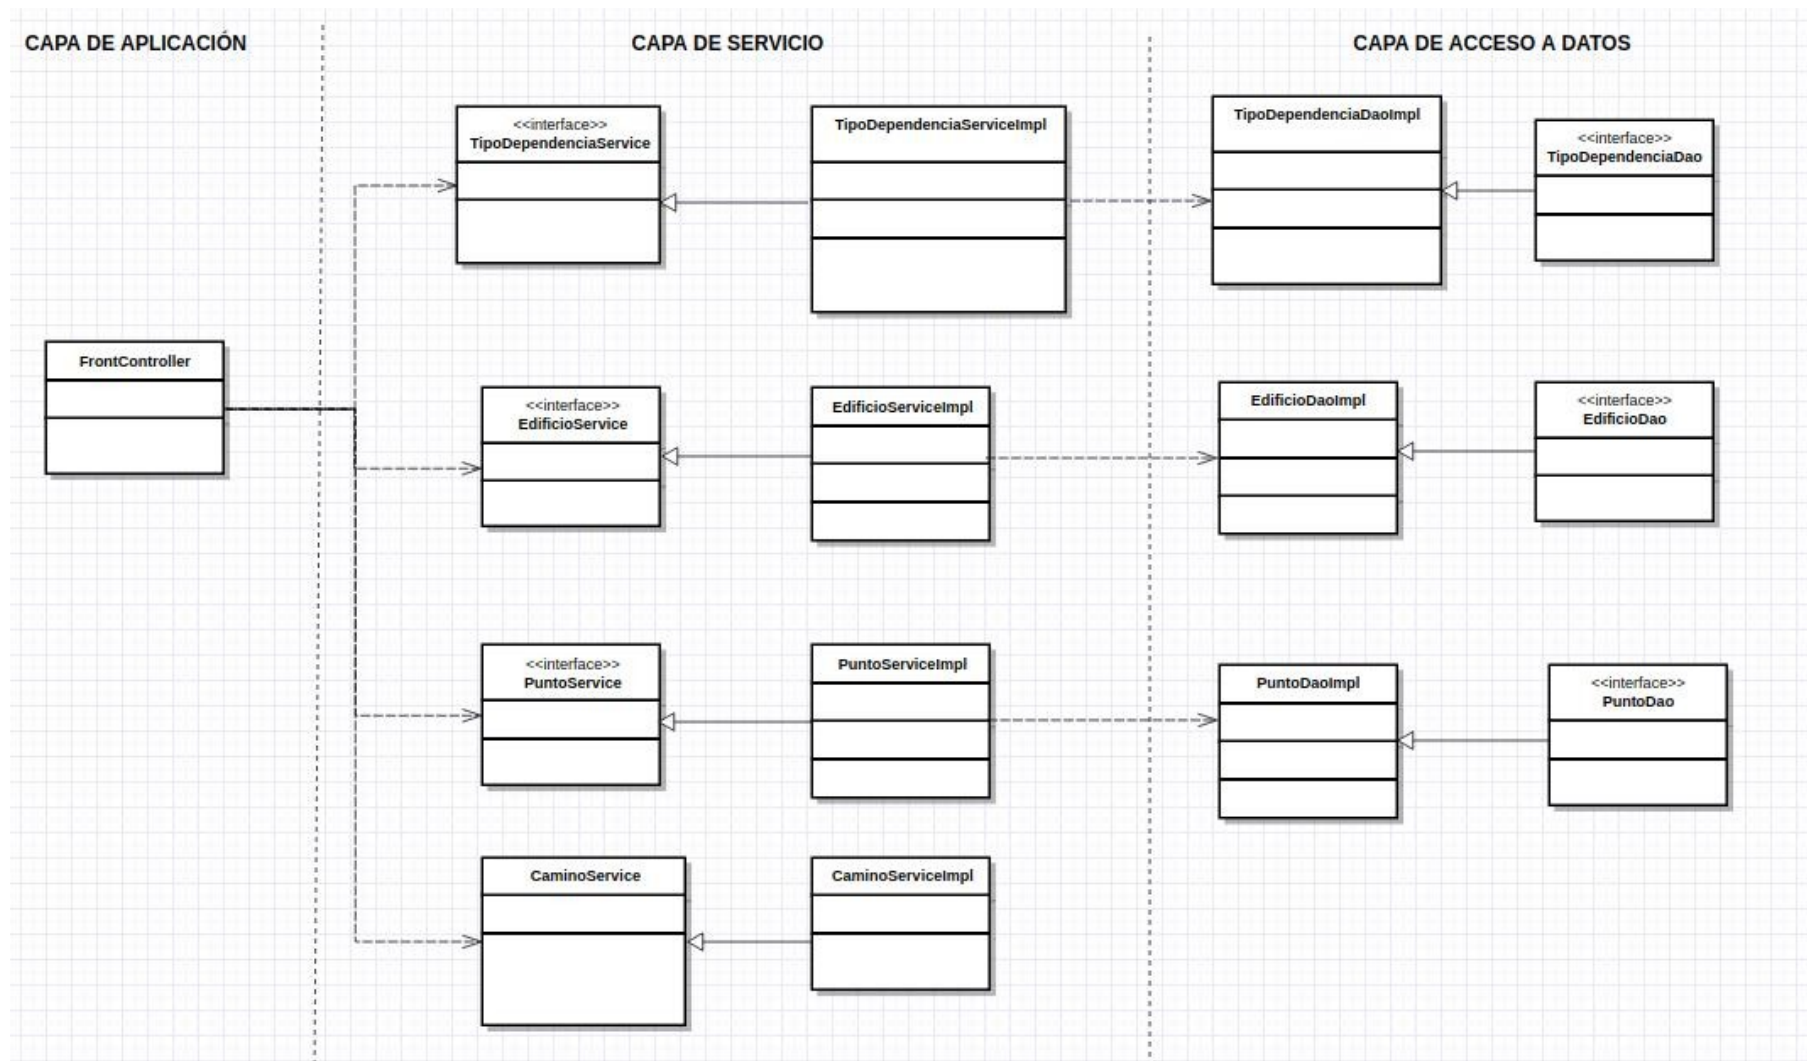 CAPA DE APLICACIÓN
CAPA DE SERVICIO
CAPA DE ACCESO A DATOS
<<interface>>
TipoDependenciaService
TipoDependenciaServiceImpl
TipoDependenciaDaoImpl
<<interface>>
TipoDependenciaDao
FrontController
<<interface>>
EdificioService
EdificioServiceImpl
EdificioDaoImpl
<<interface>>
EdificioDao
<<interface>>
PuntoService
PuntoServiceImpl
PuntoDaoImpl
<<interface>>
PuntoDao
CaminoService
CaminoServiceImpl